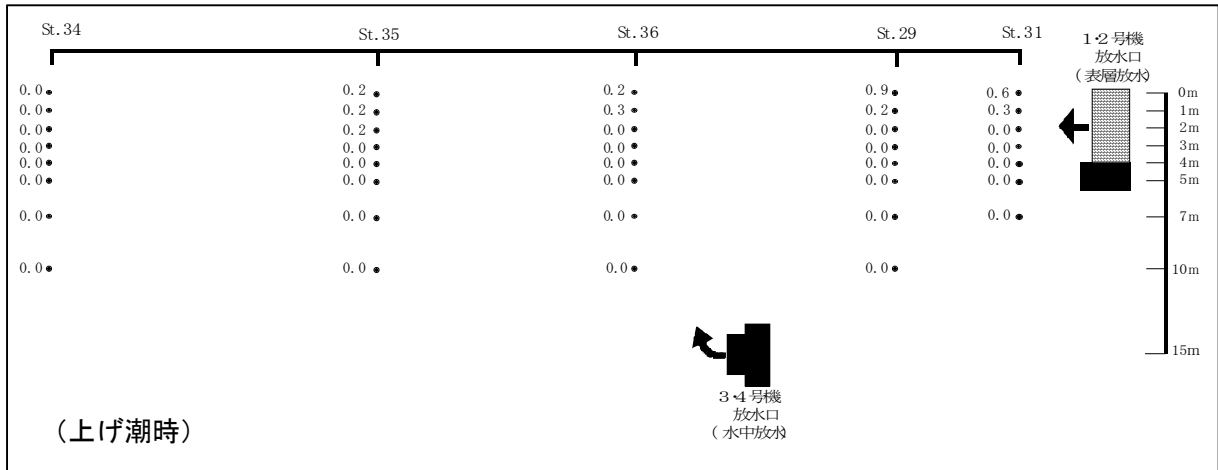 St.34 St.35 St.36 St.29 St.31
1・2号機
放水口
(表層放水)
0.0 0.2 0.2 0.9 0.6 0m
0.0 0.2 0.3 0.2 0.3 1m
0.0 0.2 0.0 0.0 0.0 2m
0.0 0.0 0.0 0.0 0.0 3m
0.0 0.0 0.0 0.0 0.0 4m
0.0 0.0 0.0 0.0 0.0 5m
0.0 0.0 0.0 0.0 0.0 7m
0.0 0.0 0.0 0.0 10m
15m
3・4号機
放水口
(水中放水)
(上げ潮時)